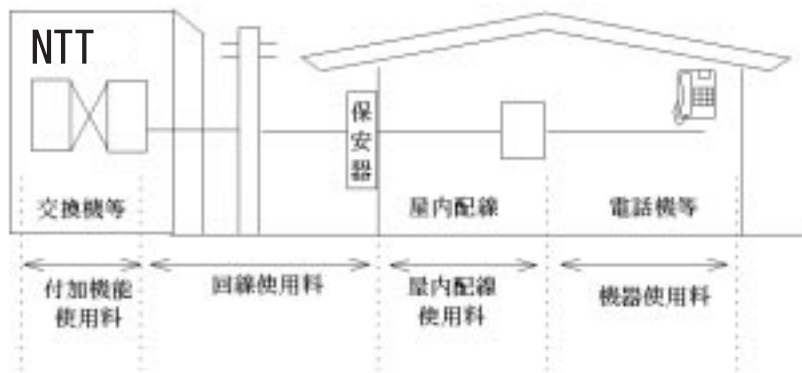 NTT
保安器
交換機等
屋内配線
電話機等
付加機能
使用料
回線使用料
屋内配線
使用料
機器使用料